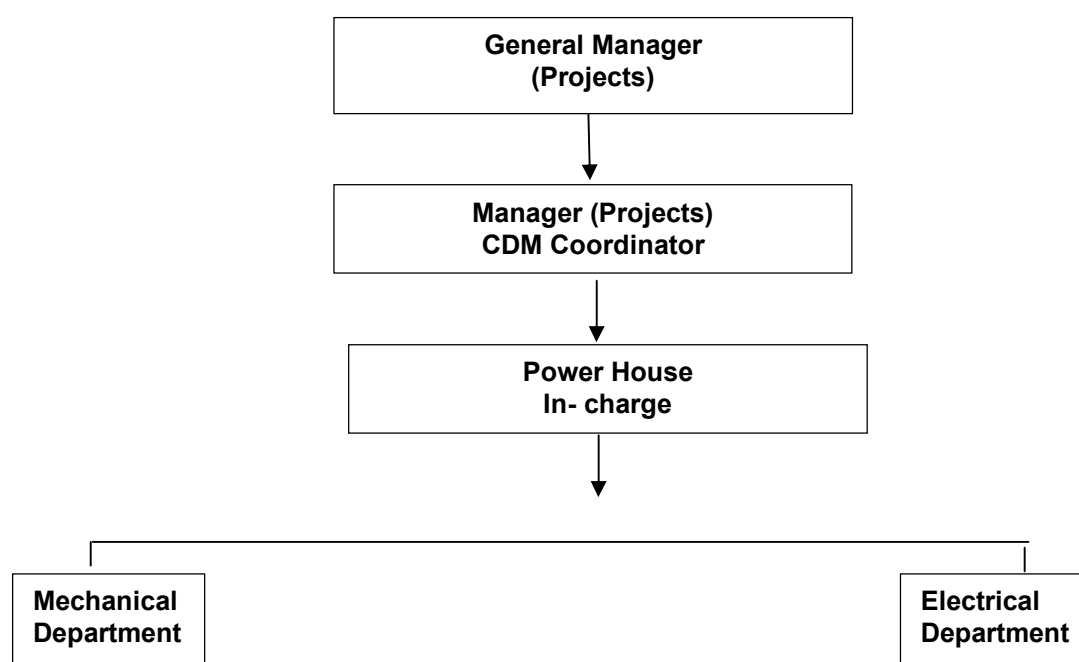 General Manager
(Projects)
Manager (Projects)
CDM Coordinator
Power House
In- charge
Mechanical
Department
Electrical
Department